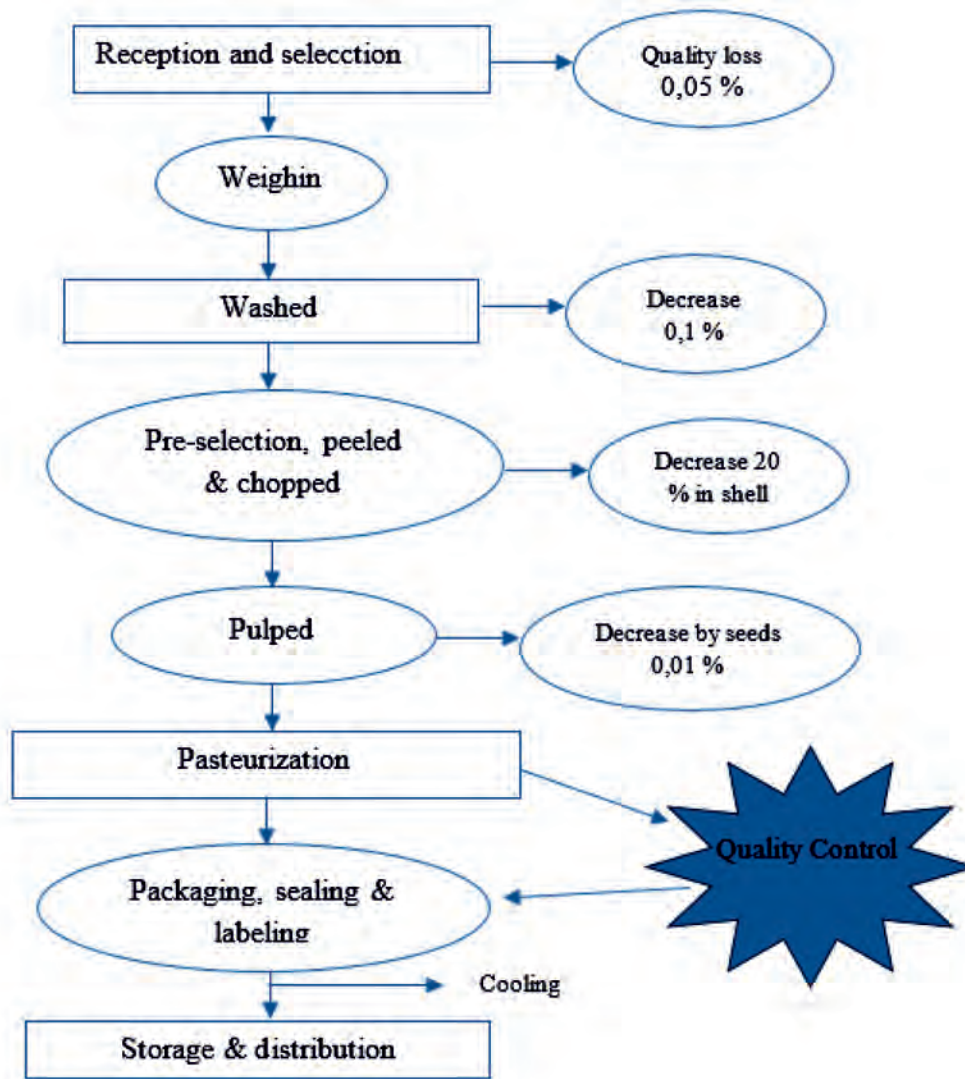 Reception and selecction
Quality loss
0,05 %
Weighin
Washed
Decrease
0,1 %
Pre-selection, peeled
& chopped
Decrease 20
% in shell
Pulped
Decrease by seeds
0,01 %
Pasteurization
Quality Control
Packaging, sealing &
labeling
Cooling
Storage & distribution